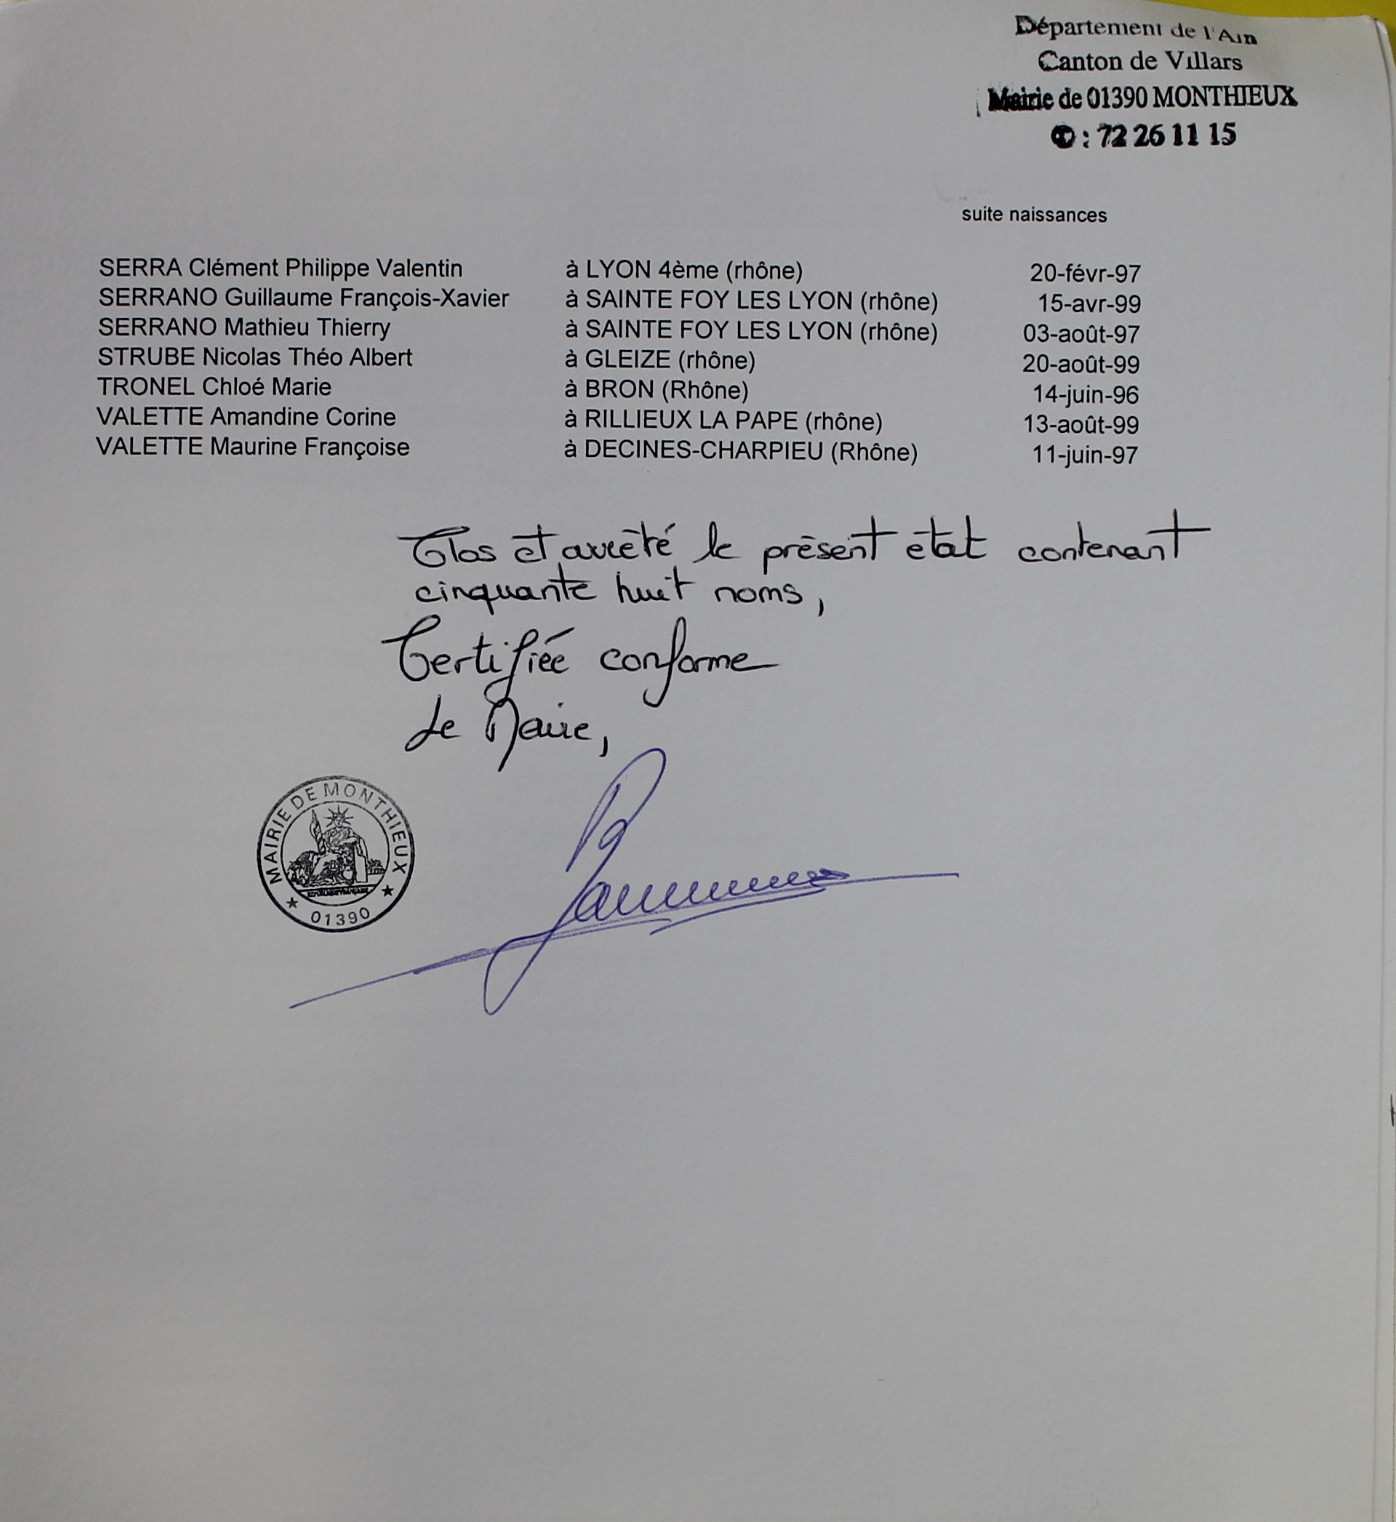 Département de l'Ain
Canton de Villars
Mairie de 01390 MONTHIEUX
✆ : 72 26 11 15
suite naissances
SERRA Clément Philippe Valentin à LYON 4ème (rhône) 20-févr-97
SERRANO Guillaume François-Xavier à SAINTE FOY LES LYON (rhône) 15-avr-99
SERRANO Mathieu Thierry à SAINTE FOY LES LYON (rhône) 03-août-97
STRUBE Nicolas Théo Albert à GLEIZE (rhône) 20-août-99
TRONEL Chloé Marie à BRON (Rhône) 14-juin-96
VALETTE Amandine Corine à RILLIEUX LA PAPE (rhône) 13-août-99
VALETTE Maurine Françoise à DECINES-CHARPIEU (Rhône) 11-juin-97
Clos et arrêté le présent état contenant
cinquante huit noms,
Certifiée conforme
Le Maire,
MAIRIE DE MONTHIEUX
★ 01390 ★